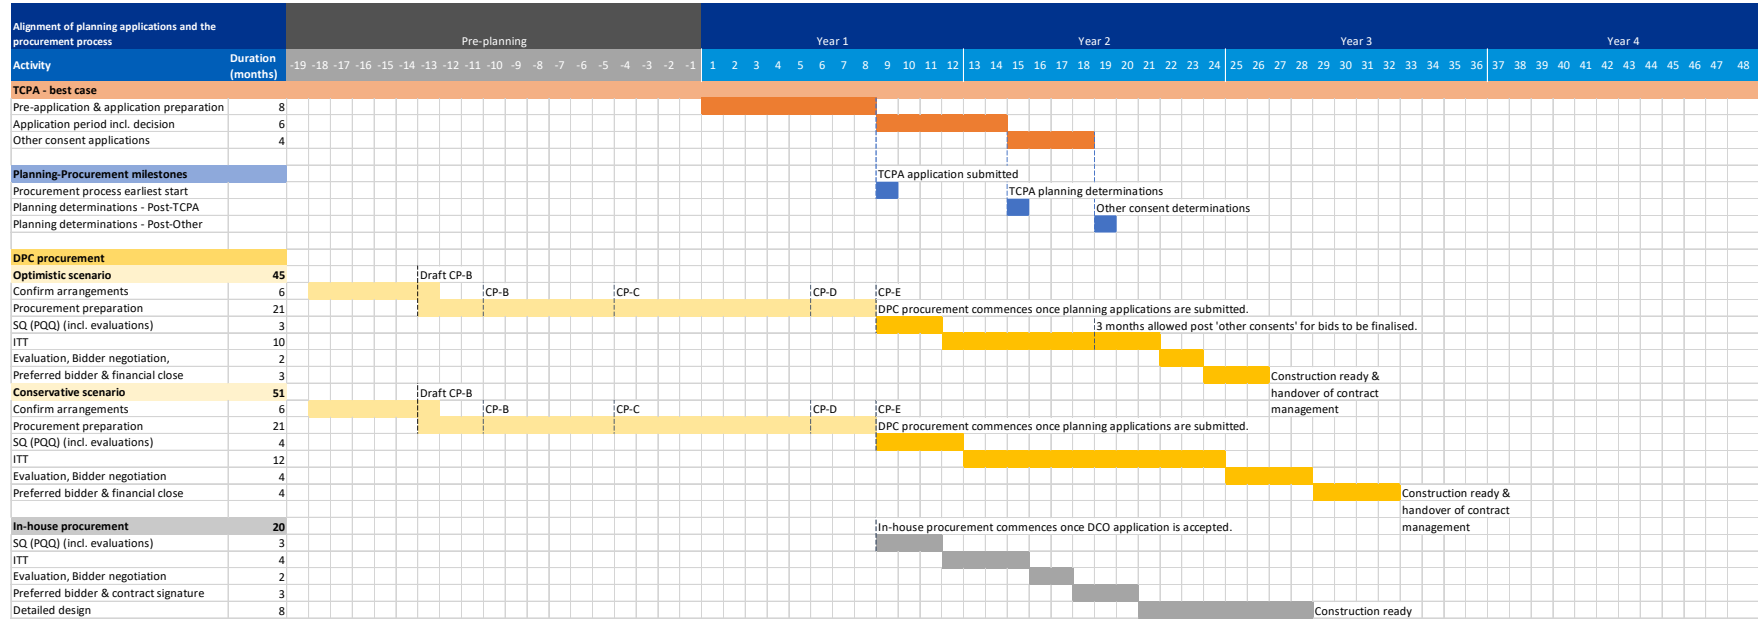 Alignment of planning applications and the
procurement process
Pre-planning
Year 1
Year 2
Year 3
Year 4
Activity
Duration
(months)
-19 -18 -17 -16 -15 -14 -13 -12 -11 -10 -9 -8 -7 -6 -5 -4 -3 -2 -1 1 2 3 4 5 6 7 8 9 10 11 12 13 14 15 16 17 18 19 20 21 22 23 24 25 26 27 28 29 30 31 32 33 34 35 36 37 38 39 40 41 42 43 44 45 46 47 48
TCPA - best case
Pre-application & application preparation 8
Application period incl. decision 6
Other consent applications 4
Planning-Procurement milestones
TCPA application submitted
Procurement process earliest start
TCPA planning determinations
Planning determinations - Post-TCPA
Other consent determinations
Planning determinations - Post-Other
DPC procurement
Optimistic scenario 45
Draft CP-B
Confirm arrangements 6
CP-B
CP-C
CP-D
CP-E
Procurement preparation 21
DPC procurement commences once planning applications are submitted.
SQ (PQQ) (incl. evaluations) 3
3 months allowed post 'other consents' for bids to be finalised.
ITT 10
Evaluation, Bidder negotiation, 2
Preferred bidder & financial close 3
Construction ready &
handover of contract
management
Conservative scenario 51
Draft CP-B
Confirm arrangements 6
CP-B
CP-C
CP-D
CP-E
Procurement preparation 21
DPC procurement commences once planning applications are submitted.
SQ (PQQ) (incl. evaluations) 4
ITT 12
Evaluation, Bidder negotiation 4
Preferred bidder & financial close 4
Construction ready &
handover of contract
management
In-house procurement 20
In-house procurement commences once DCO application is accepted.
SQ (PQQ) (incl. evaluations) 3
ITT 4
Evaluation, Bidder negotiation 2
Preferred bidder & contract signature 3
Detailed design 8
Construction ready